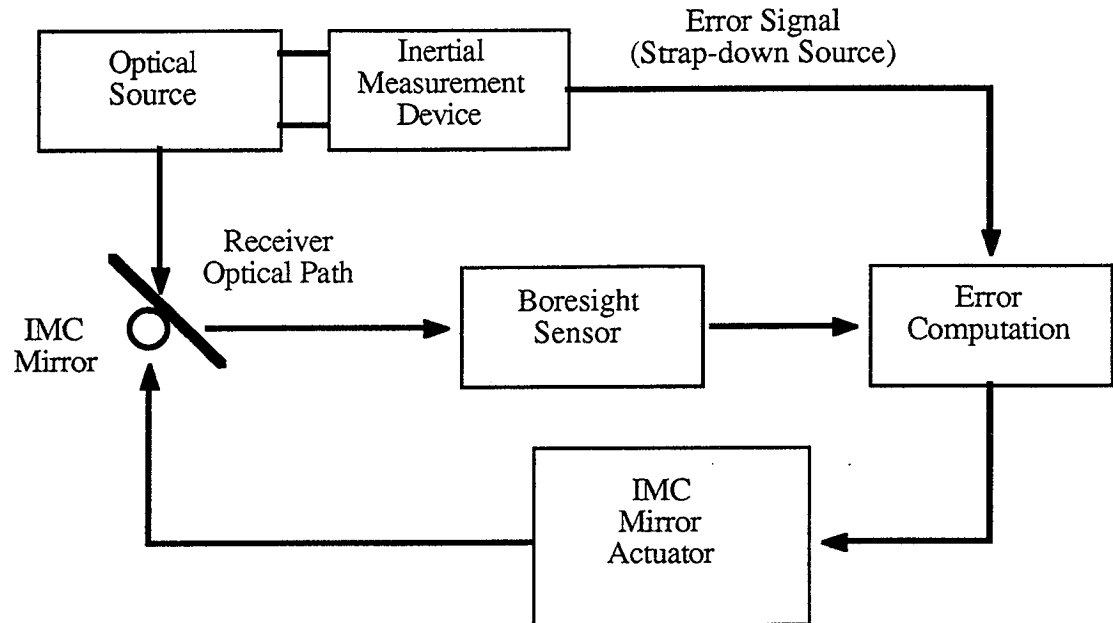 Optical
Source
Inertial
Measurement
Device
Error Signal
(Strap-down Source)
Receiver
Optical Path
IMC
Mirror
Boresight
Sensor
Error
Computation
IMC
Mirror
Actuator